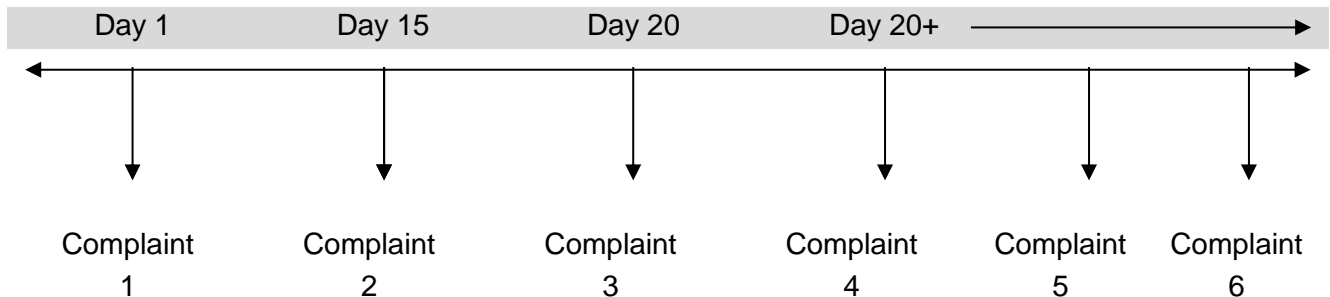 Day 1 Day 15 Day 20 Day 20+
Complaint Complaint Complaint Complaint Complaint Complaint
1 2 3 4 5 6